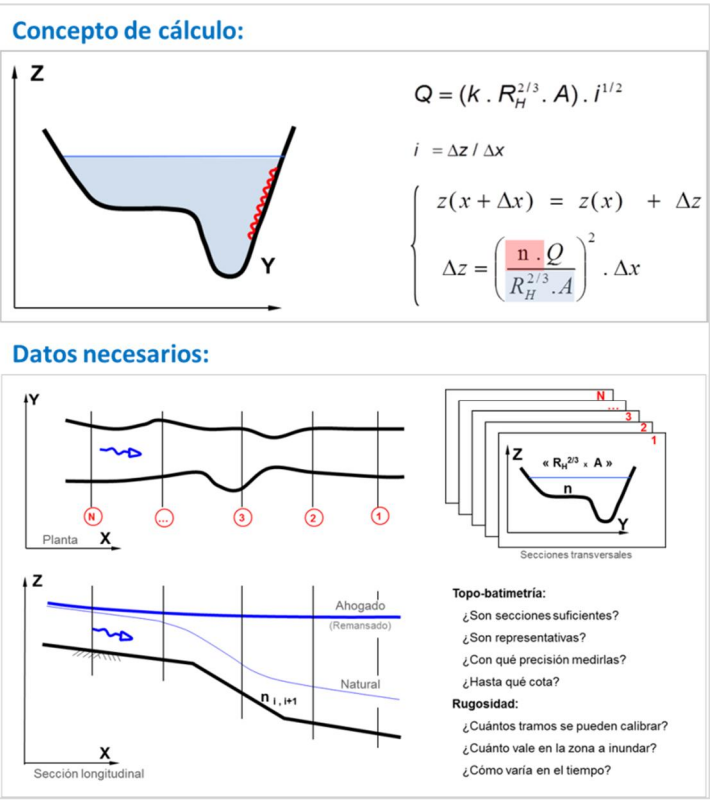 Concepto de cálculo:
Z
Y
Q = (k . R_H^{2/3} . A) . i^{1/2}
i = Δz / Δx
z(x + Δx) = z(x) + Δz
Δz = ( n . Q / R_H^{2/3} . A )^2 . Δx
Datos necesarios:
Y
N
...
3
2
1
Planta X
N
...
3
2
1
Z
« R_H^{2/3} x A »
n
Y
Secciones transversales
Z
Ahogado
(Remansado)
Natural
n i , i+1
X
Sección longitudinal
Topo-batimetría:
¿Son secciones suficientes?
¿Son representativas?
¿Con qué precisión medirlas?
¿Hasta qué cota?
Rugosidad:
¿Cuántos tramos se pueden calibrar?
¿Cuánto vale en la zona a inundar?
¿Cómo varía en el tiempo?